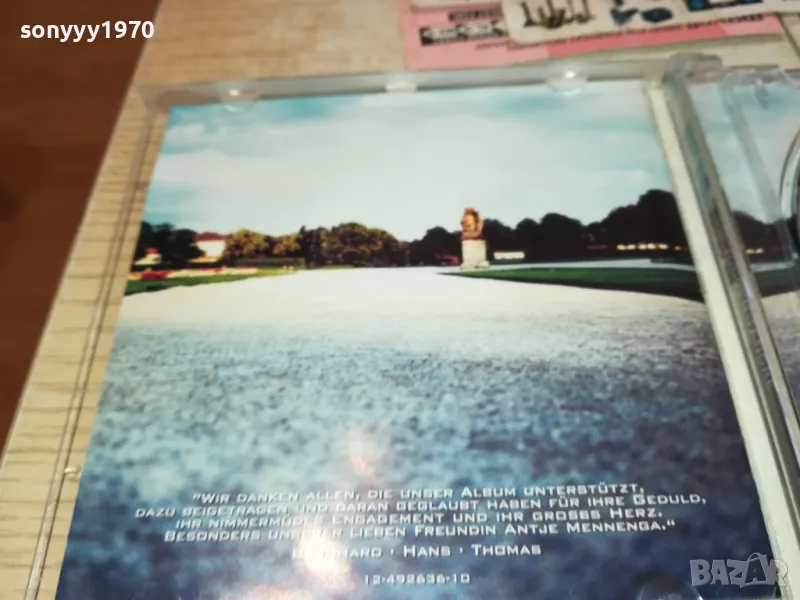 sonyyy1970
"WIR DANKEN ALLEN, DIE UNSER ALBUM UNTERSTÜTZT,
DAZU BEIGETRAGEN UND DARAN GEGLAUBT HABEN FÜR IHRE GEDULD,
IHR NIMMERMÜDES ENGAGEMENT UND IHR GROSSES HERZ.
BESONDERS UNSERER LIEBEN FREUNDIN ANTJE MENNENGA."
· HANS · THOMAS
12-492636-10
BAZAR.bg